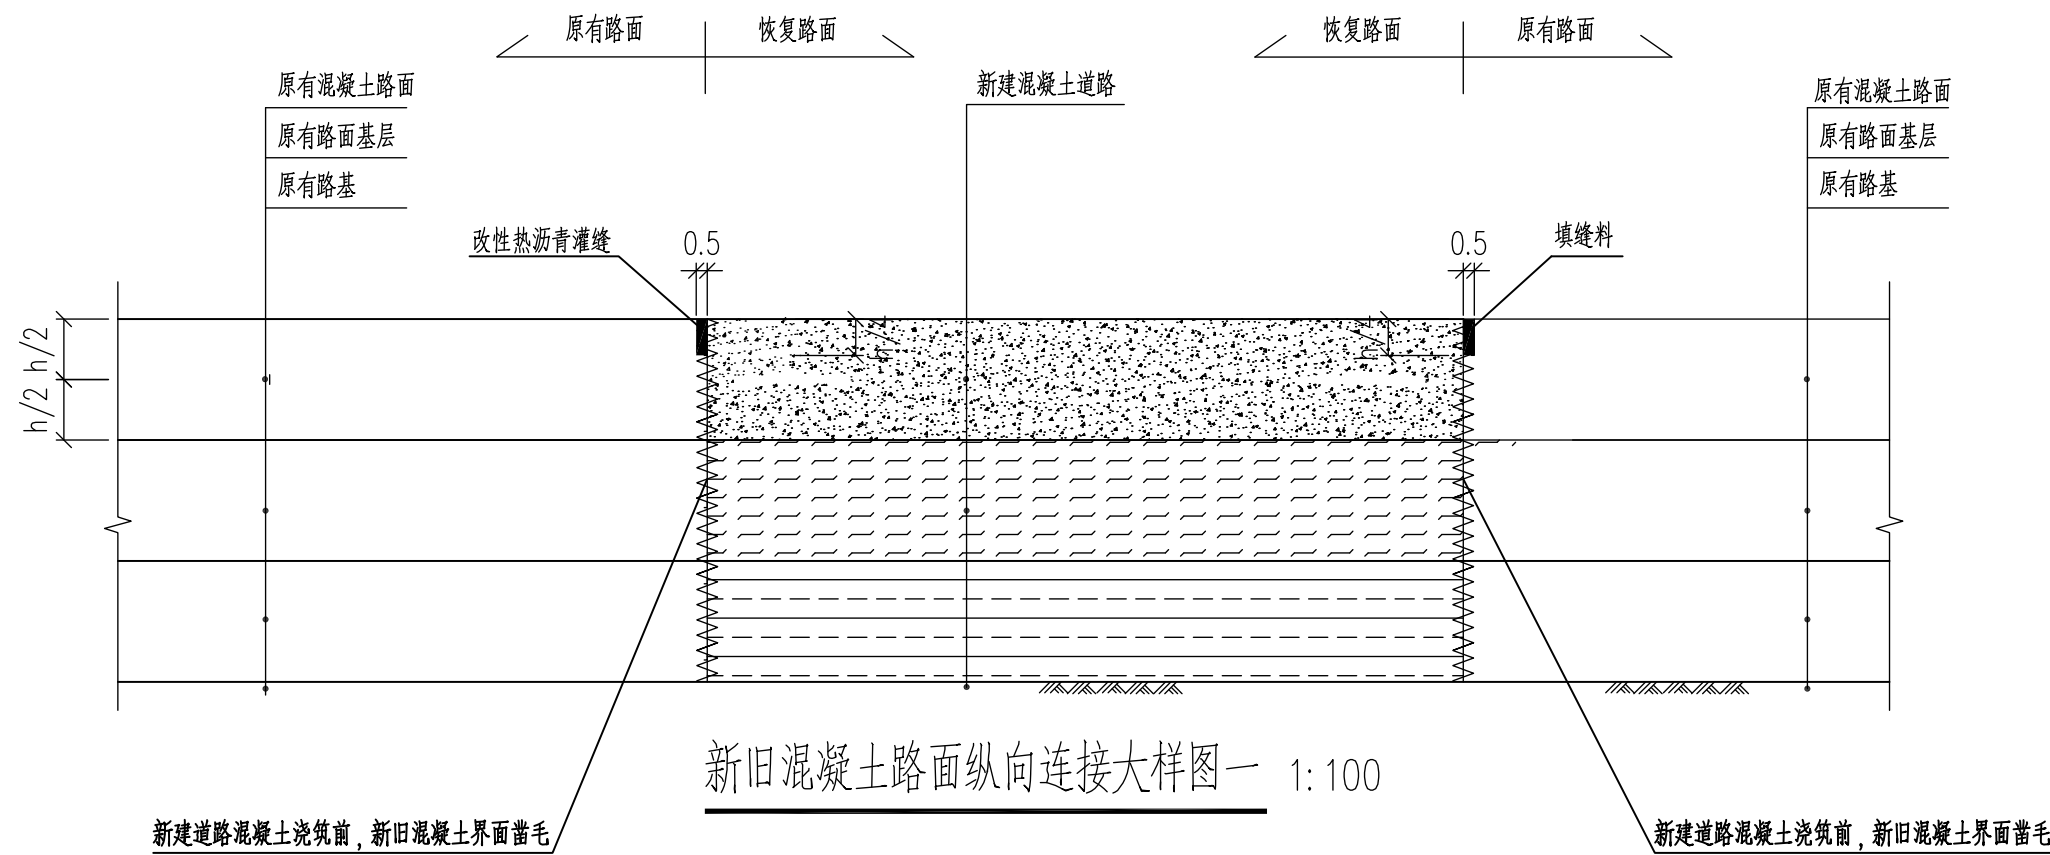 原有路面 恢复路面 恢复路面 原有路面
原有混凝土路面 新建混凝土道路 原有混凝土路面
原有路面基层 原有路面基层
原有路基 原有路基
改性热沥青灌缝 0.5 0.5 填缝料
h/2
h/2
新旧混凝土路面纵向连接大样图一 1:100
新建道路混凝土浇筑前,新旧混凝土界面凿毛 新建道路混凝土浇筑前,新旧混凝土界面凿毛